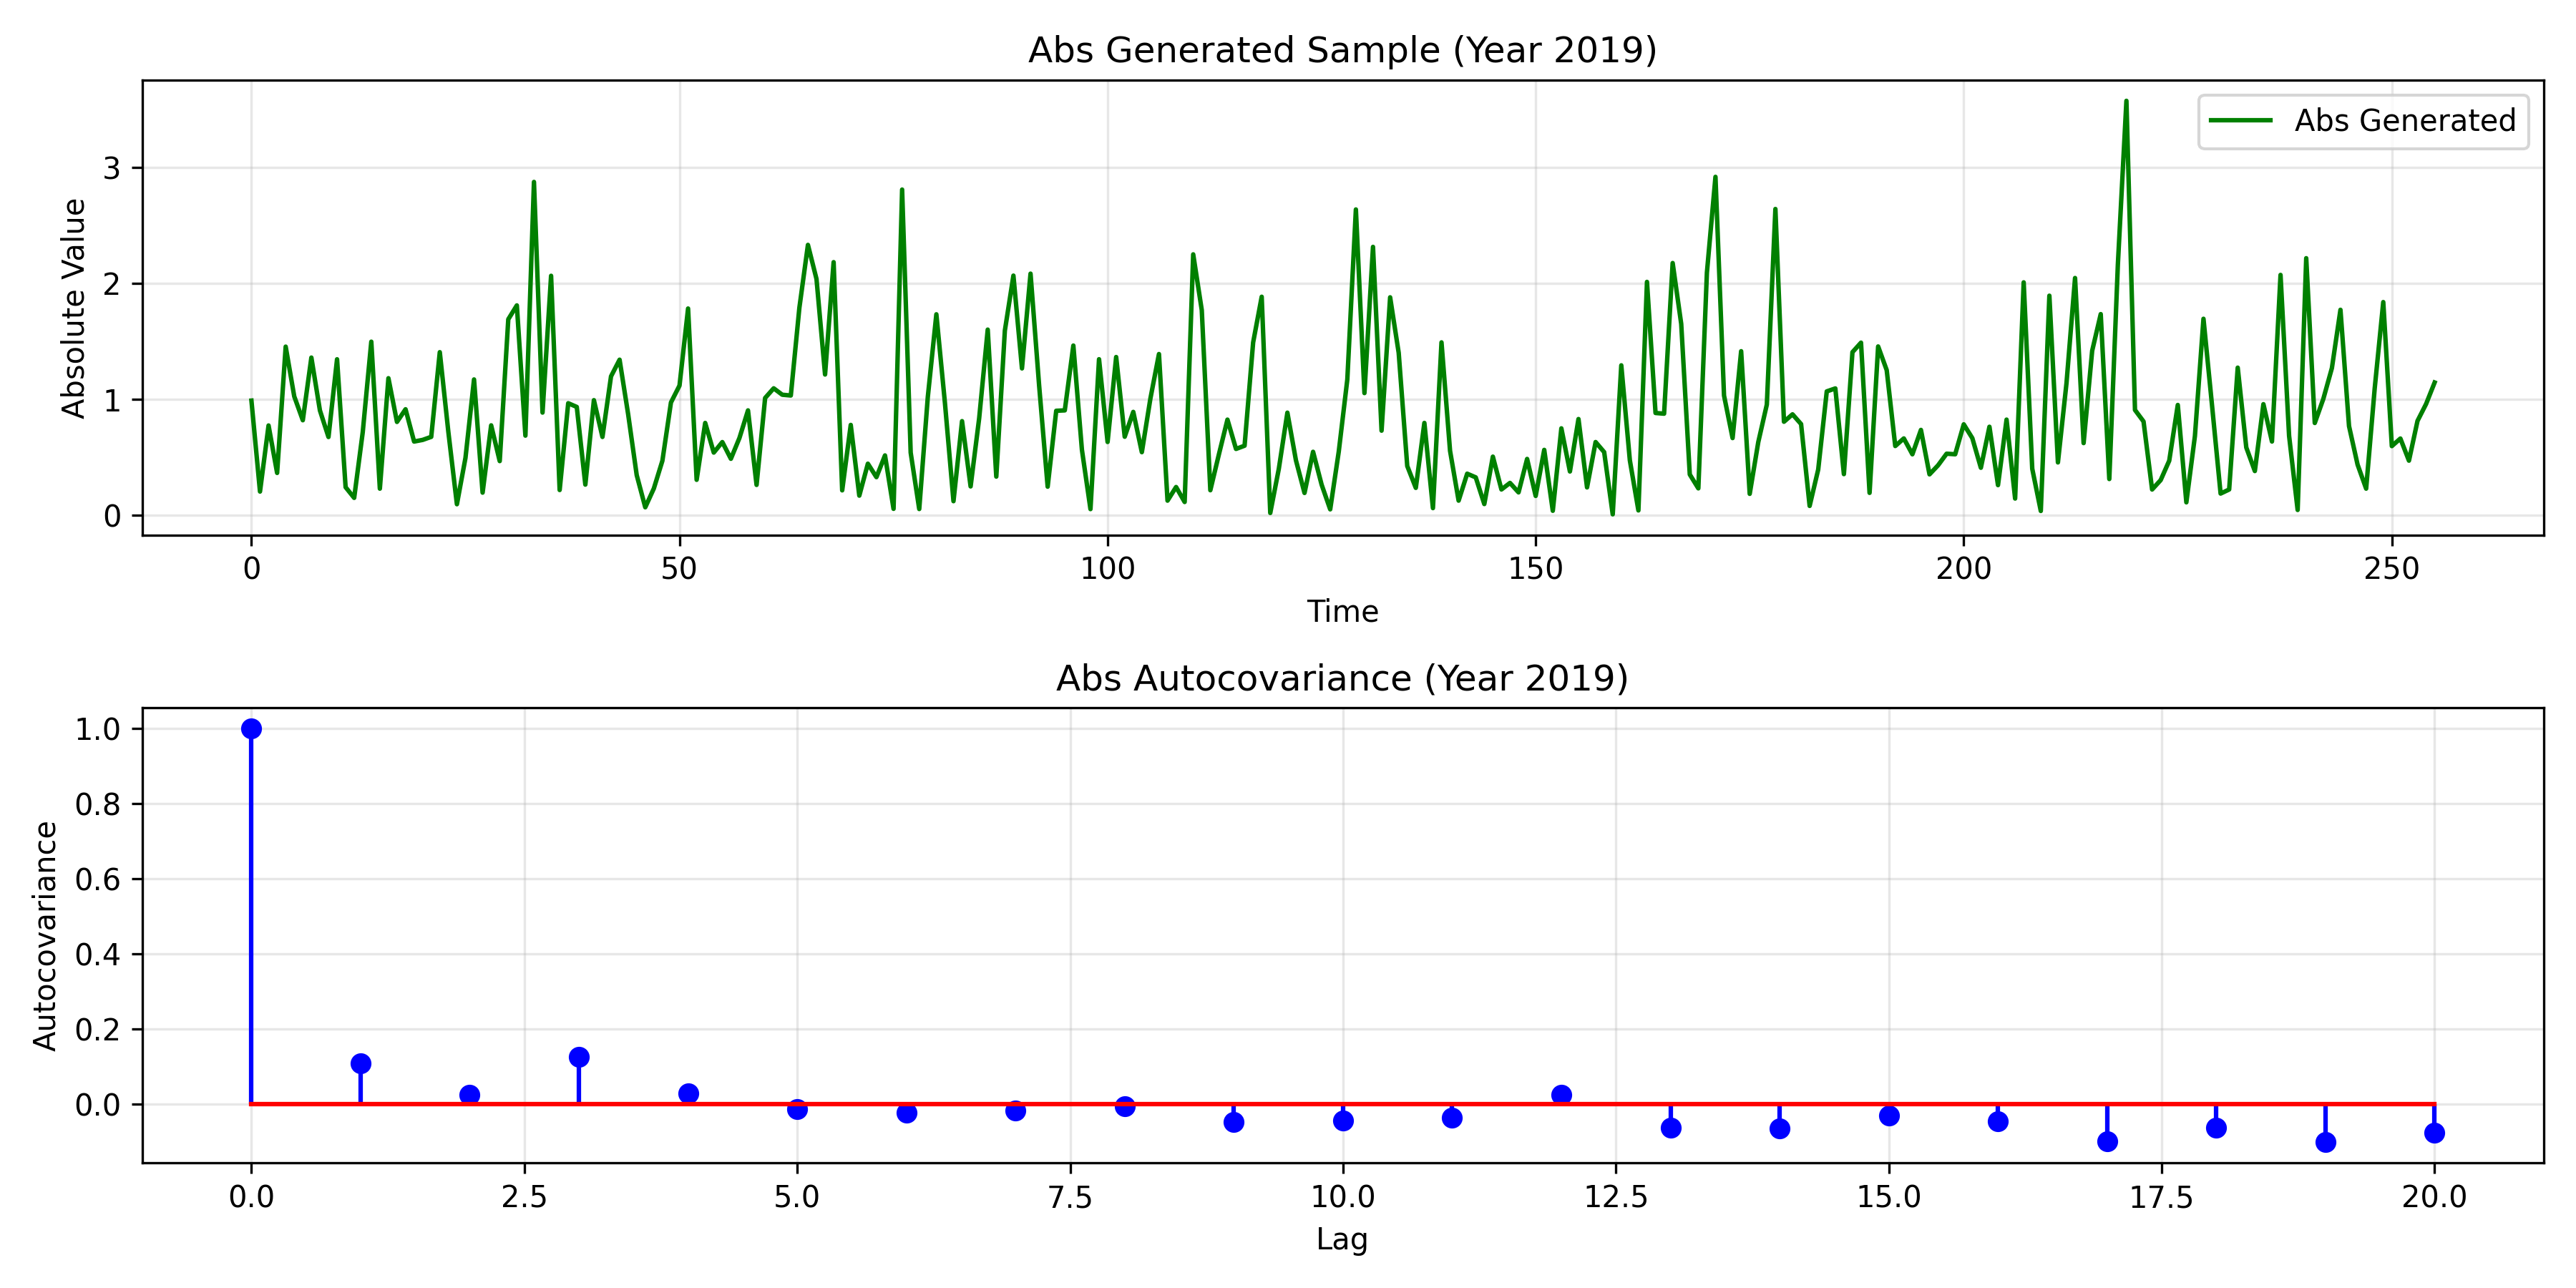 Abs Generated Sample (Year 2019)
Abs Generated
Absolute Value
3
2
1
0
0 50 100 150 200 250
Time
Abs Autocovariance (Year 2019)
Autocovariance
1.0
0.8
0.6
0.4
0.2
0.0
0.0 2.5 5.0 7.5 10.0 12.5 15.0 17.5 20.0
Lag